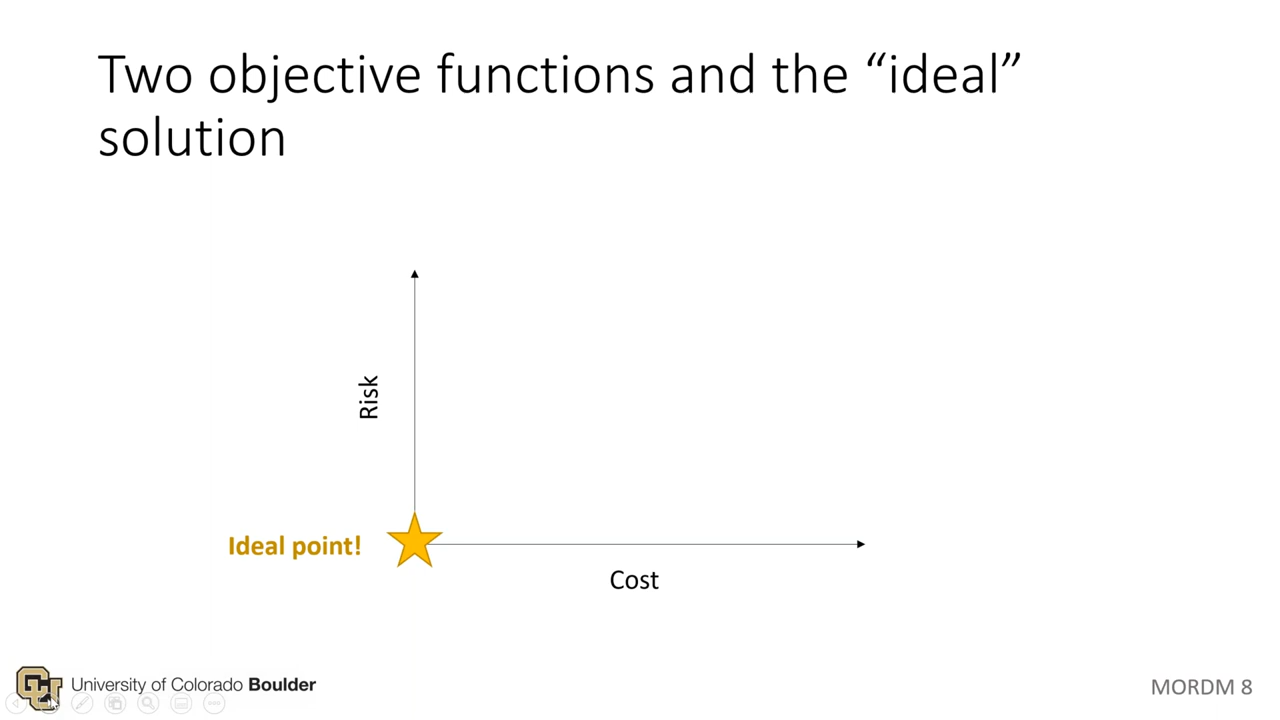 Two objective functions and the “ideal”
solution
Risk
Ideal point!
Cost
University of Colorado Boulder
MORDM 8